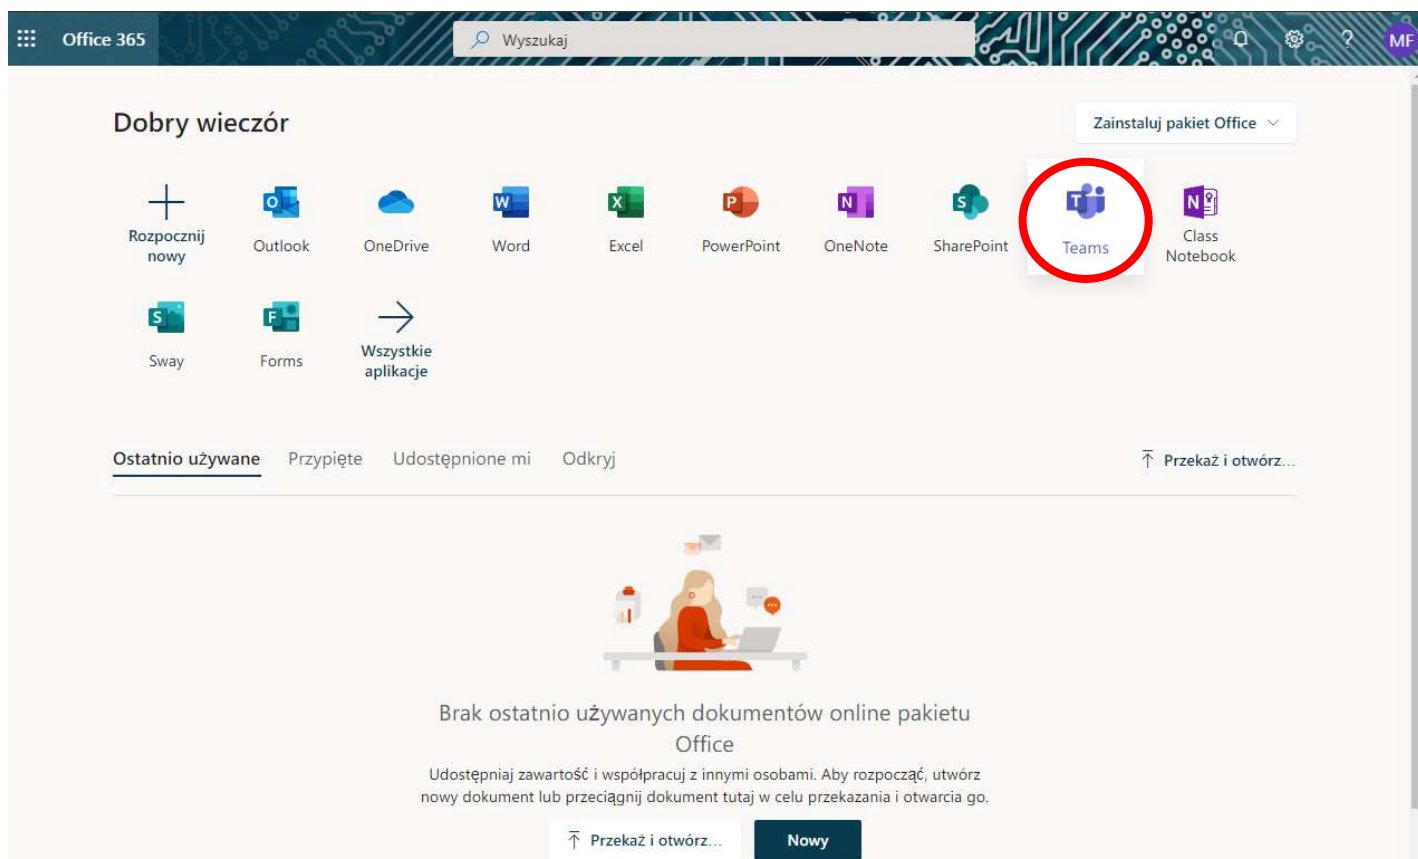 Office 365
Wyszukaj
?
MF
Dobry wieczór
Zainstaluj pakiet Office
Rozpocznij
nowy
Outlook
OneDrive
Word
Excel
PowerPoint
OneNote
SharePoint
Teams
Class
Notebook
Sway
Forms
Wszystkie
aplikacje
Ostatnio używane
Przypięte
Udostępnione mi
Odkryj
Przekaż i otwórz...
Brak ostatnio używanych dokumentów online pakietu
Office
Udostępniaj zawartość i współpracuj z innymi osobami. Aby rozpocząć, utwórz
nowy dokument lub przeciągnij dokument tutaj w celu przekazania i otwarcia go.
Przekaż i otwórz...
Nowy